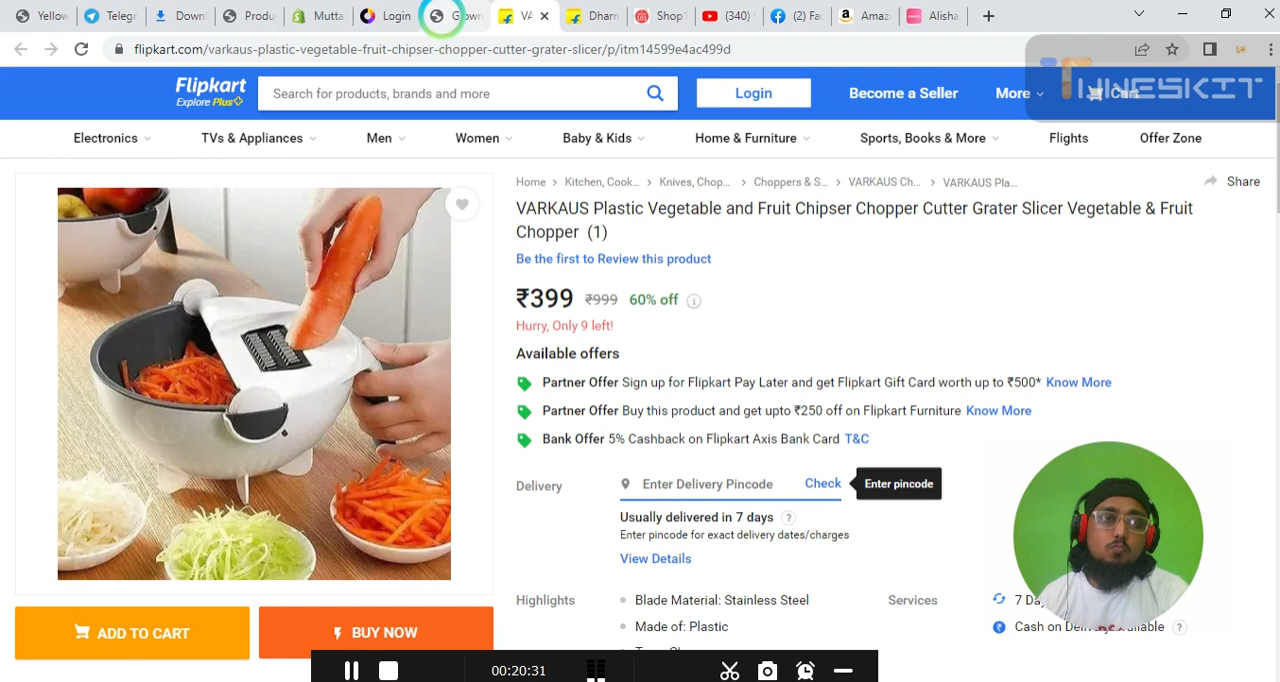 Yellow
Telegr
Down
Produ
Mutta
Login
Glown
VA
Dharm
ShopT
(340)
(2) Fa
Amaz
Alisha
flipkart.com/varkaus-plastic-vegetable-fruit-chipser-chopper-cutter-grater-slicer/p/itm14599e4ac499d
TUNESKIT
Flipkart
Explore Plus
Search for products, brands and more
Login
Become a Seller
More
Cart
Electronics
TVs & Appliances
Men
Women
Baby & Kids
Home & Furniture
Sports, Books & More
Flights
Offer Zone
Home > Kitchen, Cook... > Knives, Chop... > Choppers & S... > VARKAUS Ch... > VARKAUS Pla...
Share
VARKAUS Plastic Vegetable and Fruit Chipser Chopper Cutter Grater Slicer Vegetable & Fruit
Chopper (1)
Be the first to Review this product
₹399 ₹999 60% off
Hurry, Only 9 left!
Available offers
Partner Offer Sign up for Flipkart Pay Later and get Flipkart Gift Card worth up to ₹500* Know More
Partner Offer Buy this product and get upto ₹250 off on Flipkart Furniture Know More
Bank Offer 5% Cashback on Flipkart Axis Bank Card T&C
Delivery
Enter Delivery Pincode
Check
Enter pincode
Usually delivered in 7 days ?
Enter pincode for exact delivery dates/charges
View Details
Highlights
Blade Material: Stainless Steel
Made of: Plastic
Services
7 Da
Cash on Delivery available ?
ADD TO CART
BUY NOW
00:20:31